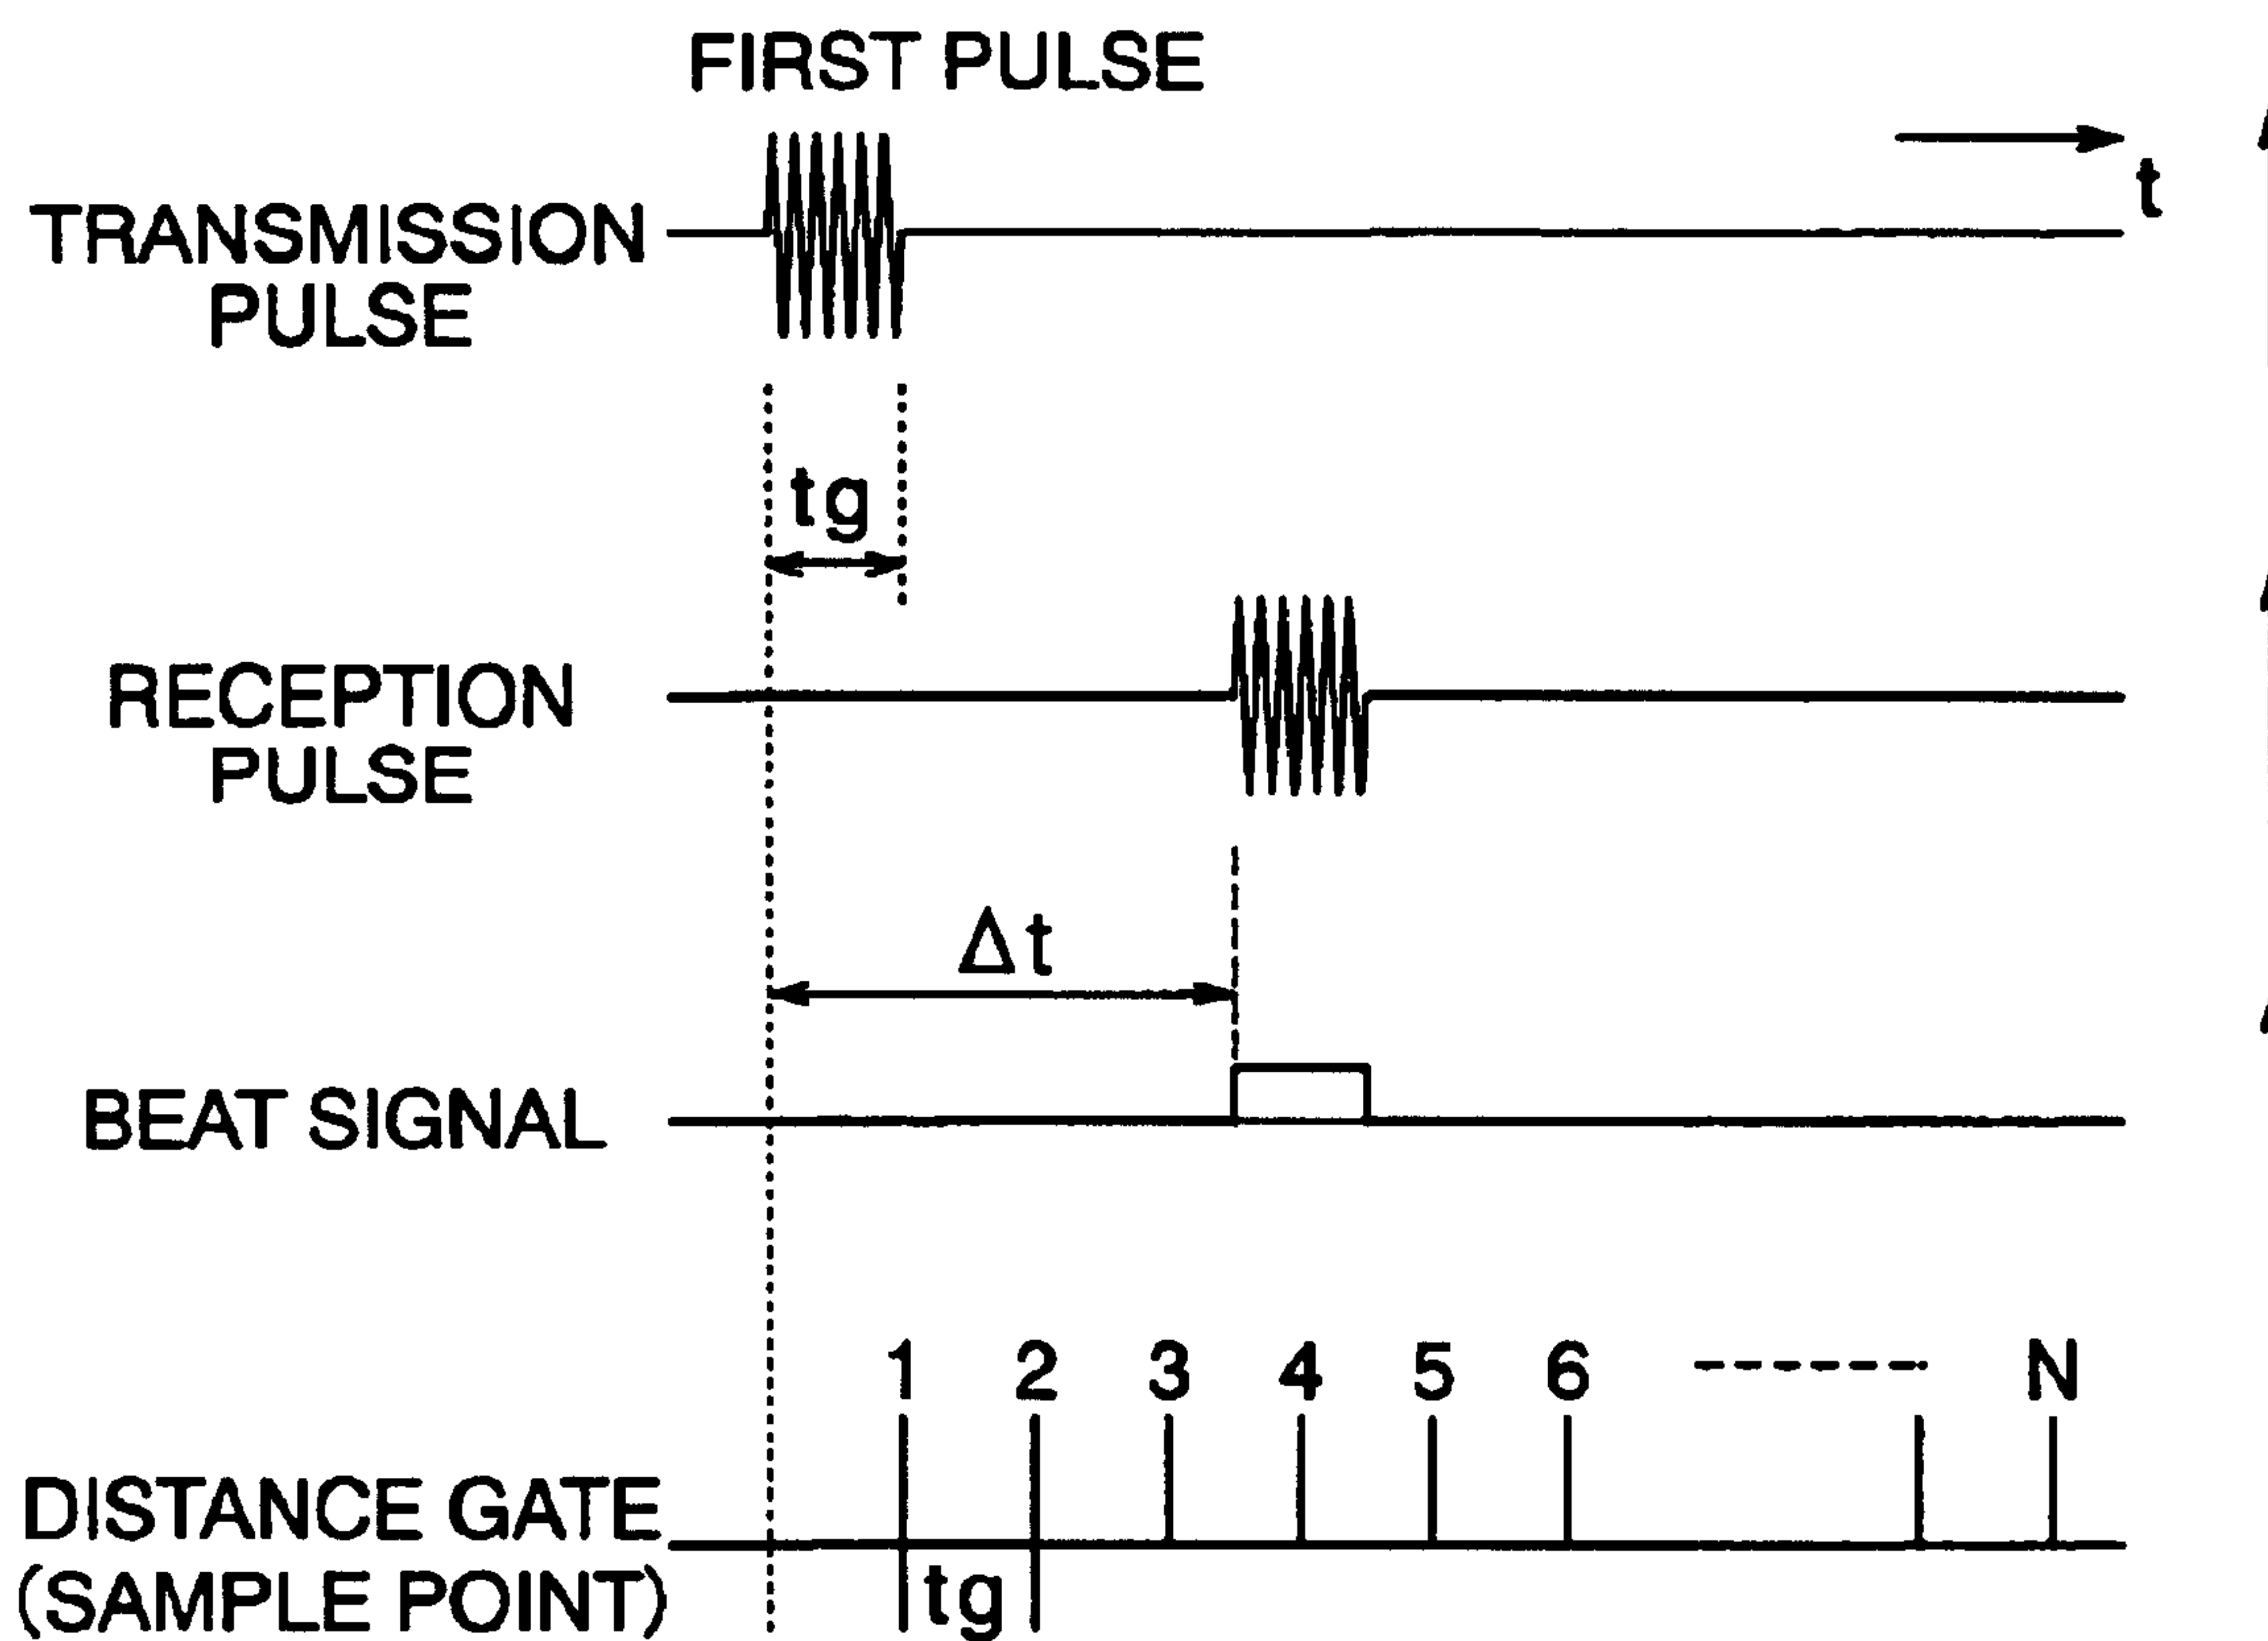 FIRST PULSE
t
TRANSMISSION
PULSE
tg
RECEPTION
PULSE
Δt
BEAT SIGNAL
1 2 3 4 5 6 ------ N
DISTANCE GATE
(SAMPLE POINT)
tg